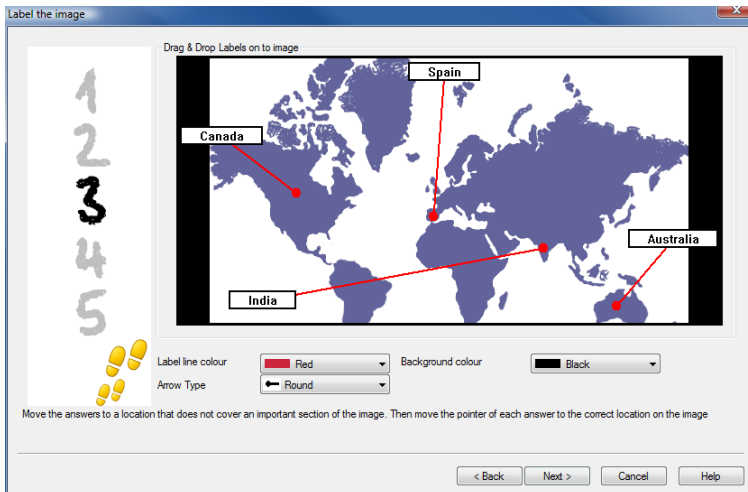 Label the image
1
2
3
4
5
Drag & Drop Labels on to image
Spain
Canada
Australia
India
Label line colour
Red
Background colour
Black
Arrow Type
Round
Move the answers to a location that does not cover an important section of the image. Then move the pointer of each answer to the correct location on the image
< Back
Next >
Cancel
Help